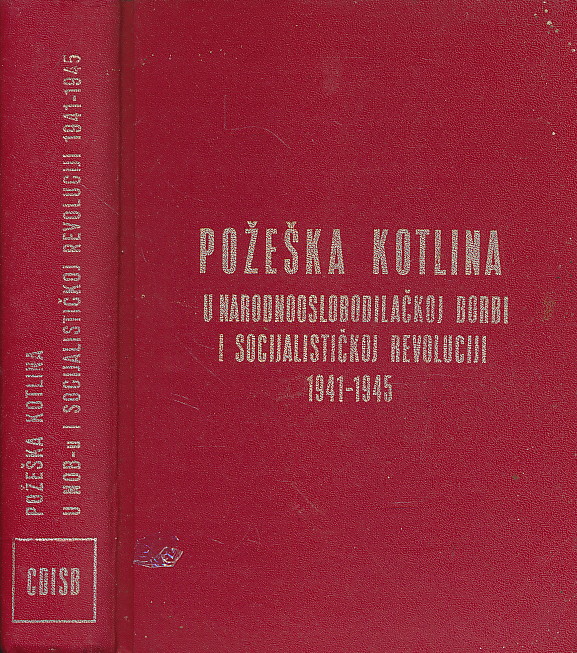 POŽEŠKA KOTLINA
U NOB-u I SOCIJALISTIČKOJ REVOLUCIJI 1941-1945
CDISB
POŽEŠKA KOTLINA
U NARODNOOSLOBODILAČKOJ BORBI
I SOCIJALISTIČKOJ REVOLUCIJI
1941-1945